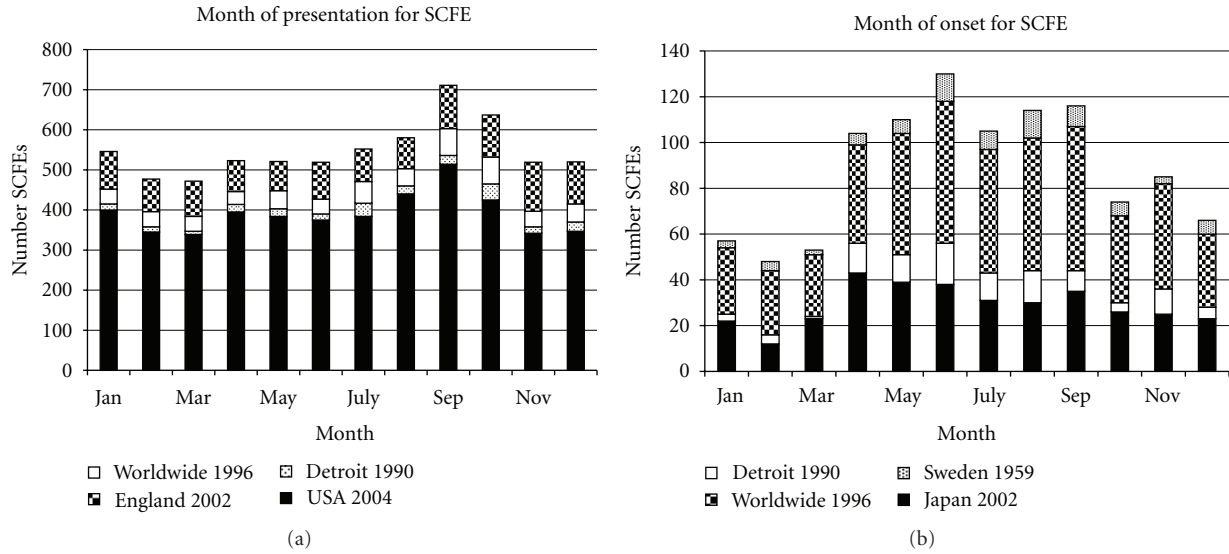 Month of presentation for SCFE
800
700
600
500
400
300
200
100
0
Number SCFEs
Jan Mar May July Sep Nov
Month
Worldwide 1996 Detroit 1990
England 2002 USA 2004
(a)
Month of onset for SCFE
140
120
100
80
60
40
20
0
Number SCFEs
Jan Mar May July Sep Nov
Month
Detroit 1990 Sweden 1959
Worldwide 1996 Japan 2002
(b)